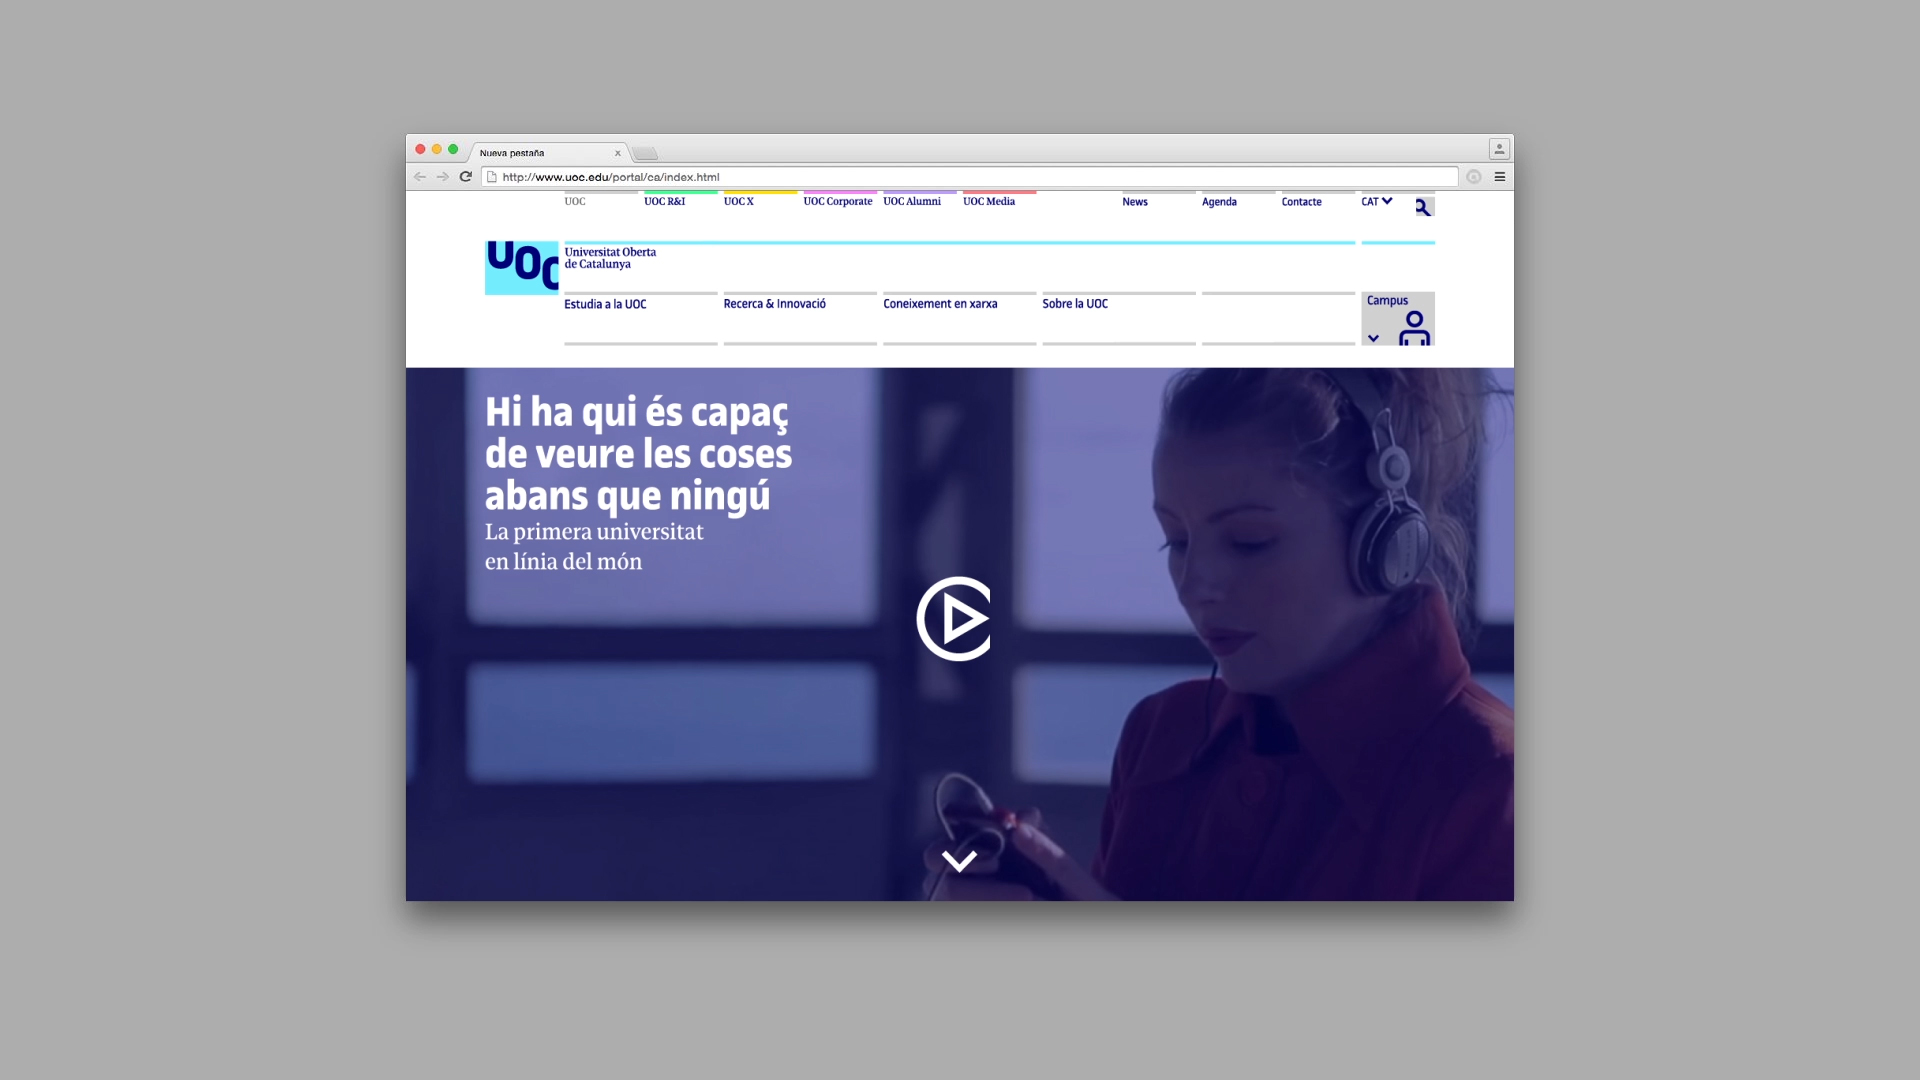 Nueva pestaña
http://www.uoc.edu/portal/ca/index.html
UOC UOC R&I UOC X UOC Corporate UOC Alumni UOC Media News Agenda Contacte CAT
UOC
Universitat Oberta
de Catalunya
Estudia a la UOC Recerca & Innovació Coneixement en xarxa Sobre la UOC Campus
Hi ha qui és capaç
de veure les coses
abans que ningú
La primera universitat
en línia del món